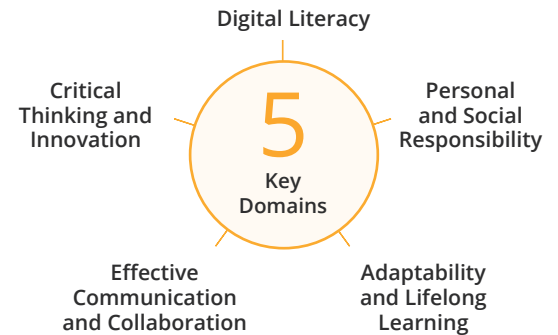 Digital Literacy
Critical
Thinking and
Innovation
5
Key
Domains
Personal
and Social
Responsibility
Effective
Communication
and Collaboration
Adaptability
and Lifelong
Learning